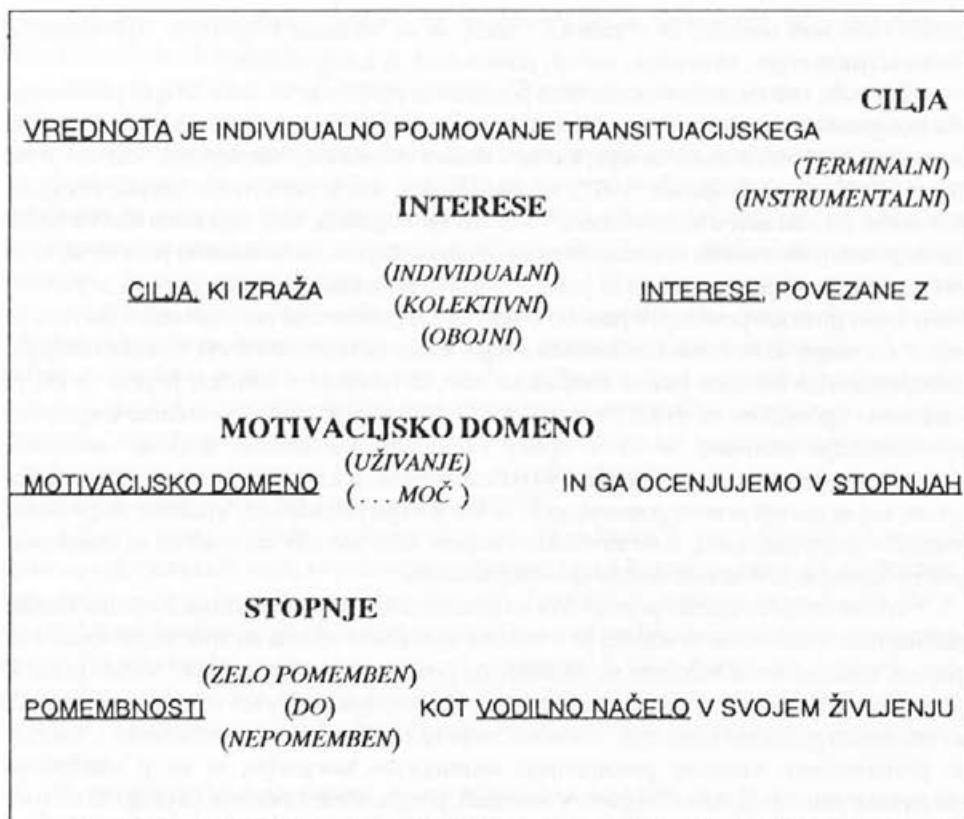 CILJA
VREDNOTA JE INDIVIDUALNO POJMOVANJE TRANSITUACIJSKEGA
(TERMINALNI)
INTERESE (INSTRUMENTALNI)
(INDIVIDUALNI)
CILJA, KI IZRAŽA (KOLEKTIVNI) INTERESE, POVEZANE Z
(OBOJNI)
MOTIVACIJSKO DOMENO
(UŽIVANJE)
MOTIVACIJSKO DOMENO (. . . MOČ ) IN GA OCENJUJEMO V STOPNJAH
STOPNJE
(ZELO POMEMBEN)
POMEMBNOSTI (DO) KOT VODILNO NAČELO V SVOJEM ŽIVLJENJU
(NEPOMEMBEN)